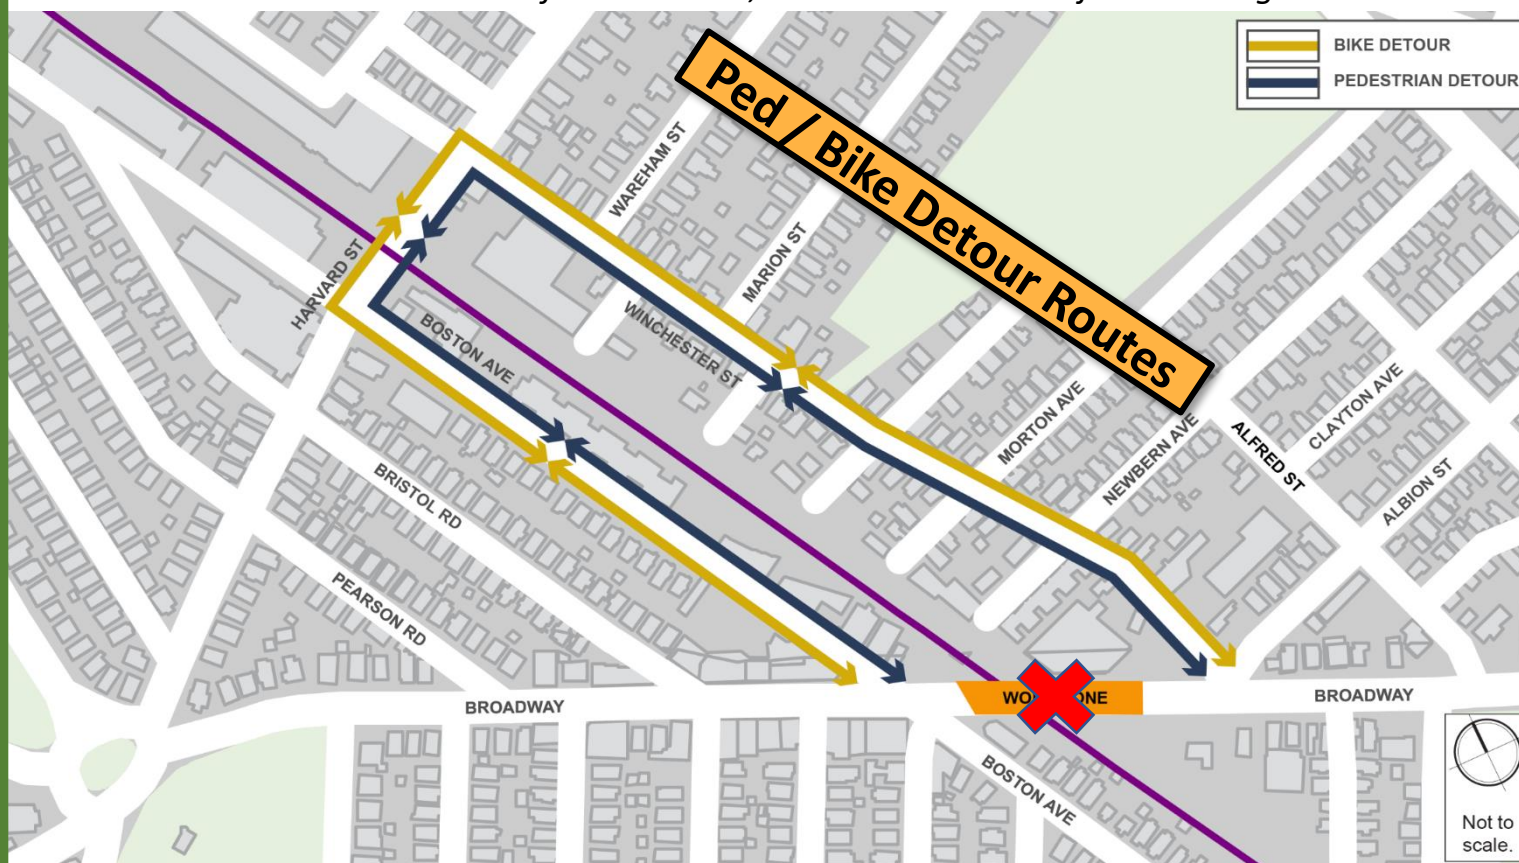 BIKE DETOUR
PEDESTRIAN DETOUR
Ped / Bike Detour Routes
WAREHAM ST
MARION ST
HARVARD ST
WINCHESTER ST
BOSTON AVE
MORTON AVE
NEWBERN AVE
ALFRED ST
CLAYTON AVE
ALBION ST
BRISTOL RD
PEARSON RD
BROADWAY
BROADWAY
BOSTON AVE
Not to
scale.